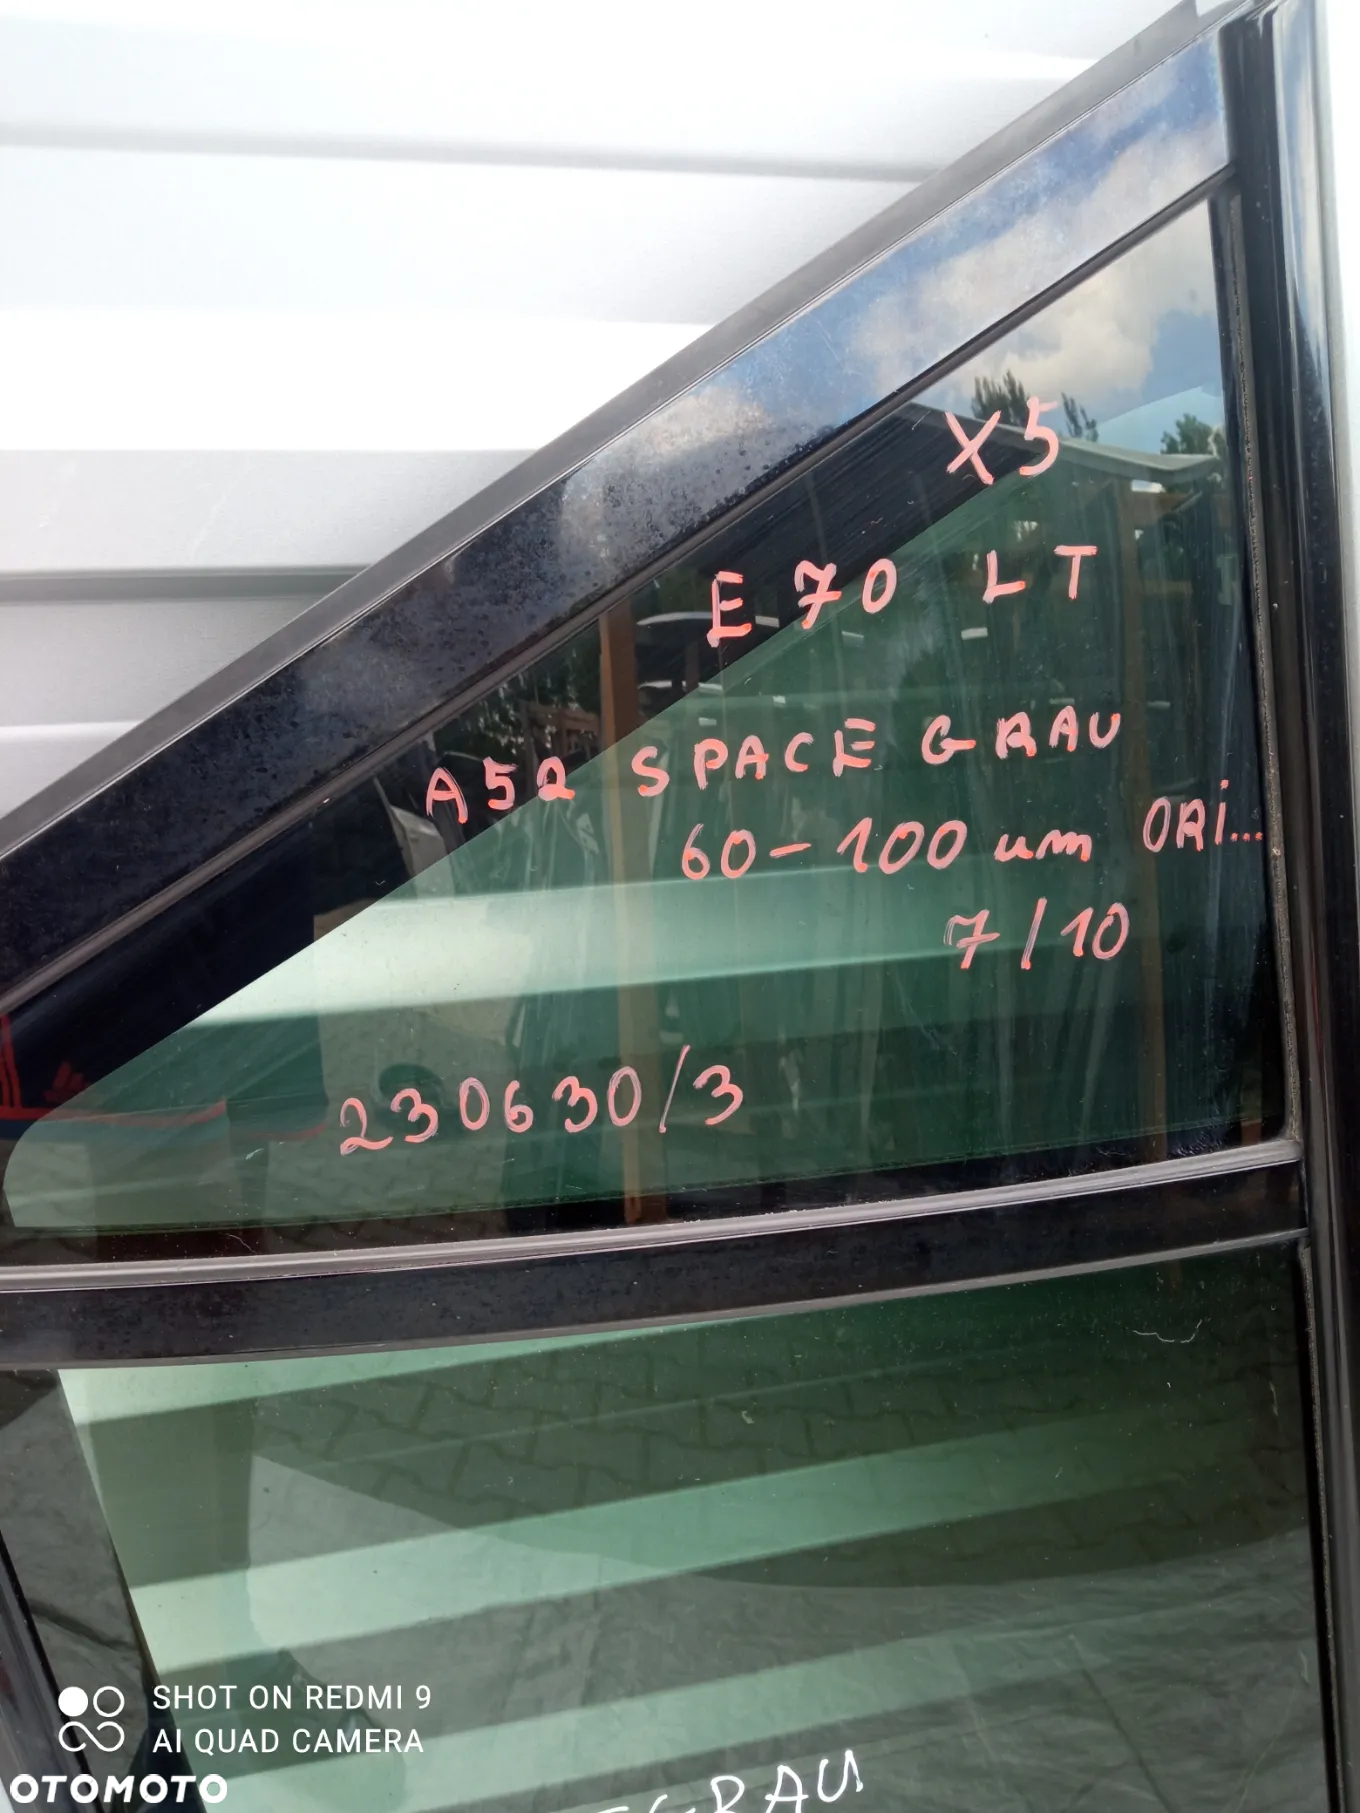 X5
E70 LT
A52 SPACE GRAU
60-100 um ORI...
7/10
230630/3
SHOT ON REDMI 9
AI QUAD CAMERA
OTOMOTO
GRAU